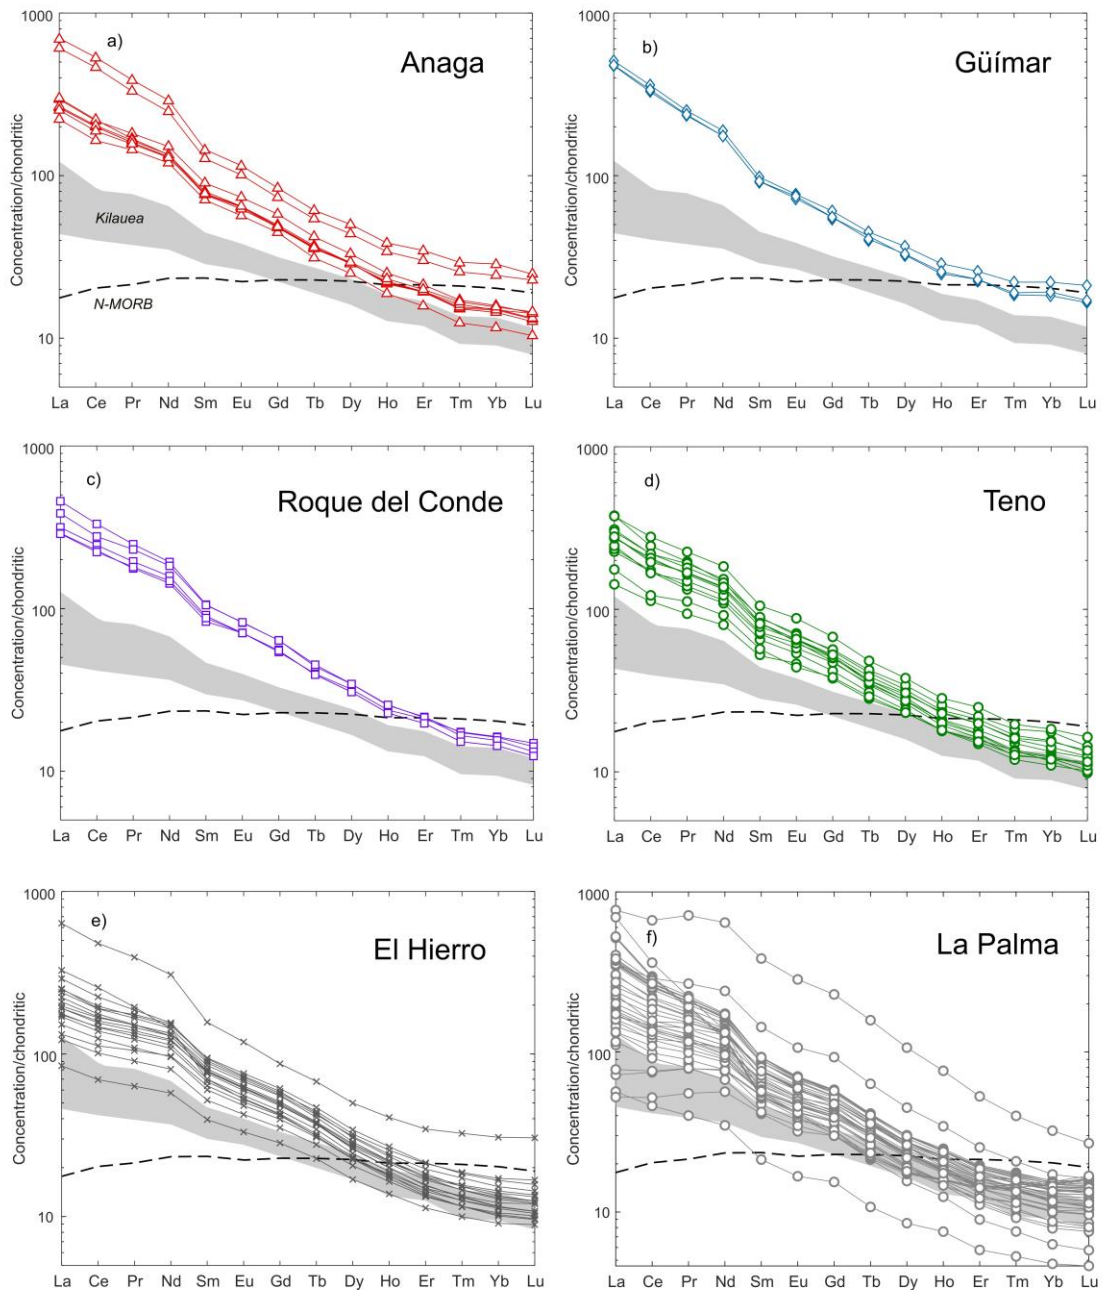 a)
Anaga
1000
100
10
Concentration/chondritic
Kilauea
N-MORB
La Ce Pr Nd Sm Eu Gd Tb Dy Ho Er Tm Yb Lu
b)
Güímar
1000
100
10
Concentration/chondritic
La Ce Pr Nd Sm Eu Gd Tb Dy Ho Er Tm Yb Lu
c)
Roque del Conde
1000
100
10
Concentration/chondritic
La Ce Pr Nd Sm Eu Gd Tb Dy Ho Er Tm Yb Lu
d)
Teno
1000
100
10
Concentration/chondritic
La Ce Pr Nd Sm Eu Gd Tb Dy Ho Er Tm Yb Lu
e)
El Hierro
1000
100
10
Concentration/chondritic
La Ce Pr Nd Sm Eu Gd Tb Dy Ho Er Tm Yb Lu
f)
La Palma
1000
100
10
Concentration/chondritic
La Ce Pr Nd Sm Eu Gd Tb Dy Ho Er Tm Yb Lu